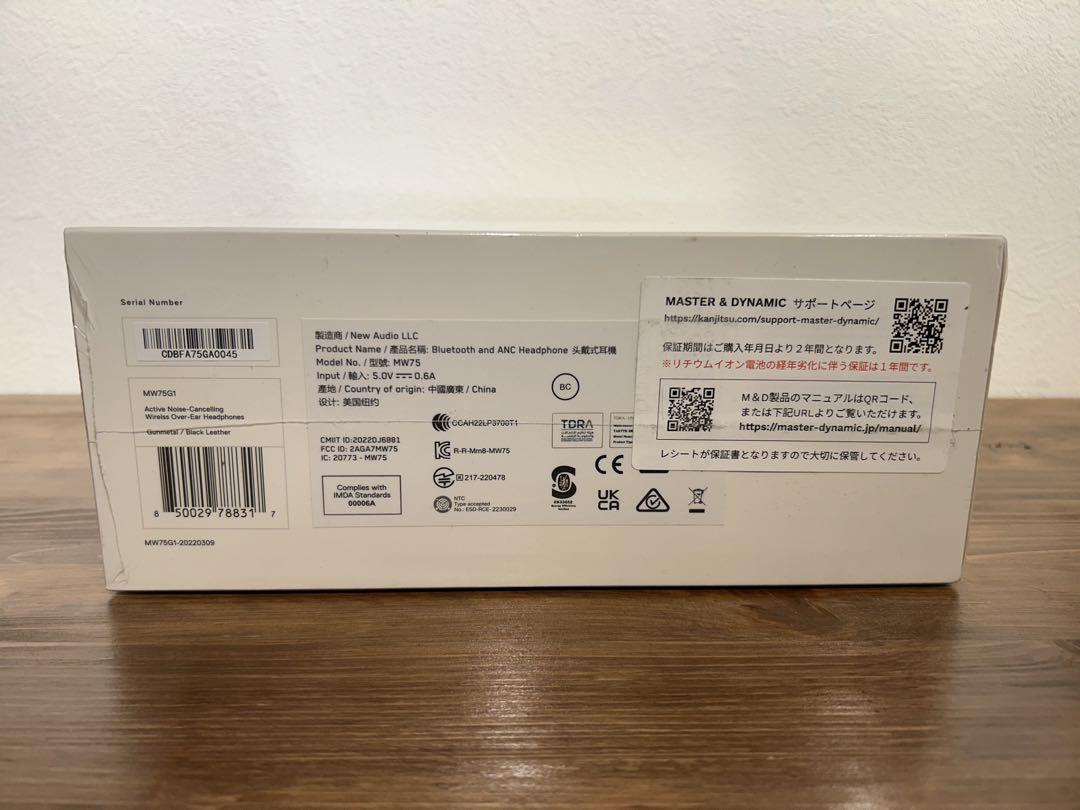 Serial Number
CDBFA75GA0045
MW75G1
Active Noise-Cancelling
Wirelss Over-Ear Headphones
Gunmetal / Black Leather
8 50029 78831 7
MW75G1-20220309
製造商 / New Audio LLC
Product Name / 產品名稱: Bluetooth and ANC Headphone 头戴式耳機
Model No. / 型號: MW75
Input / 輸入: 5.0V 0.6A
產地 / Country of origin: 中國廣東 / China
设计: 美国纽约
BC
CMIIT ID:2022DJ6881
FCC ID: 2AGA7MW75
IC: 20773 - MW75
Complies with
IMDA Standards
00006A
CCAH22LP3700T1
R-R-Mm8-MW75
R 217-220478
NTC
Type accepted
No.: ESD-RCE- 2230029
TDRA
CE
UK
CA
MASTER & DYNAMIC サポートページ
https://kanjitsu.com/support-master-dynamic/
保証期間はご購入年月日より２年間となります。
※リチウムイオン電池の経年劣化に伴う保証は１年間です。
M＆D製品のマニュアルはQRコード、
または下記URLよりご覧いただけます。
https://master-dynamic.jp/manual/
レシートが保証書となりますので大切に保管してください。